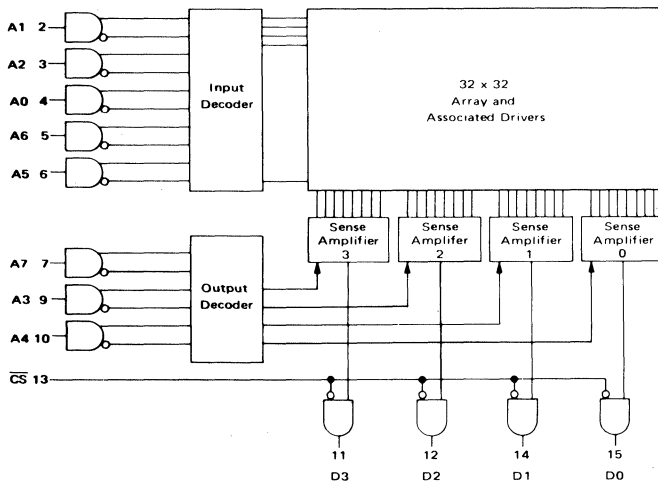 A1 2
A2 3
A0 4
A6 5
A5 6
Input
Decoder
32 x 32
Array and
Associated Drivers
Sense
Amplifier
3
Sense
Amplifer
2
Sense
Amplifier
1
Sense
Amplifier
0
A7 7
A3 9
A4 10
Output
Decoder
CS 13
11
D3
12
D2
14
D1
15
D0